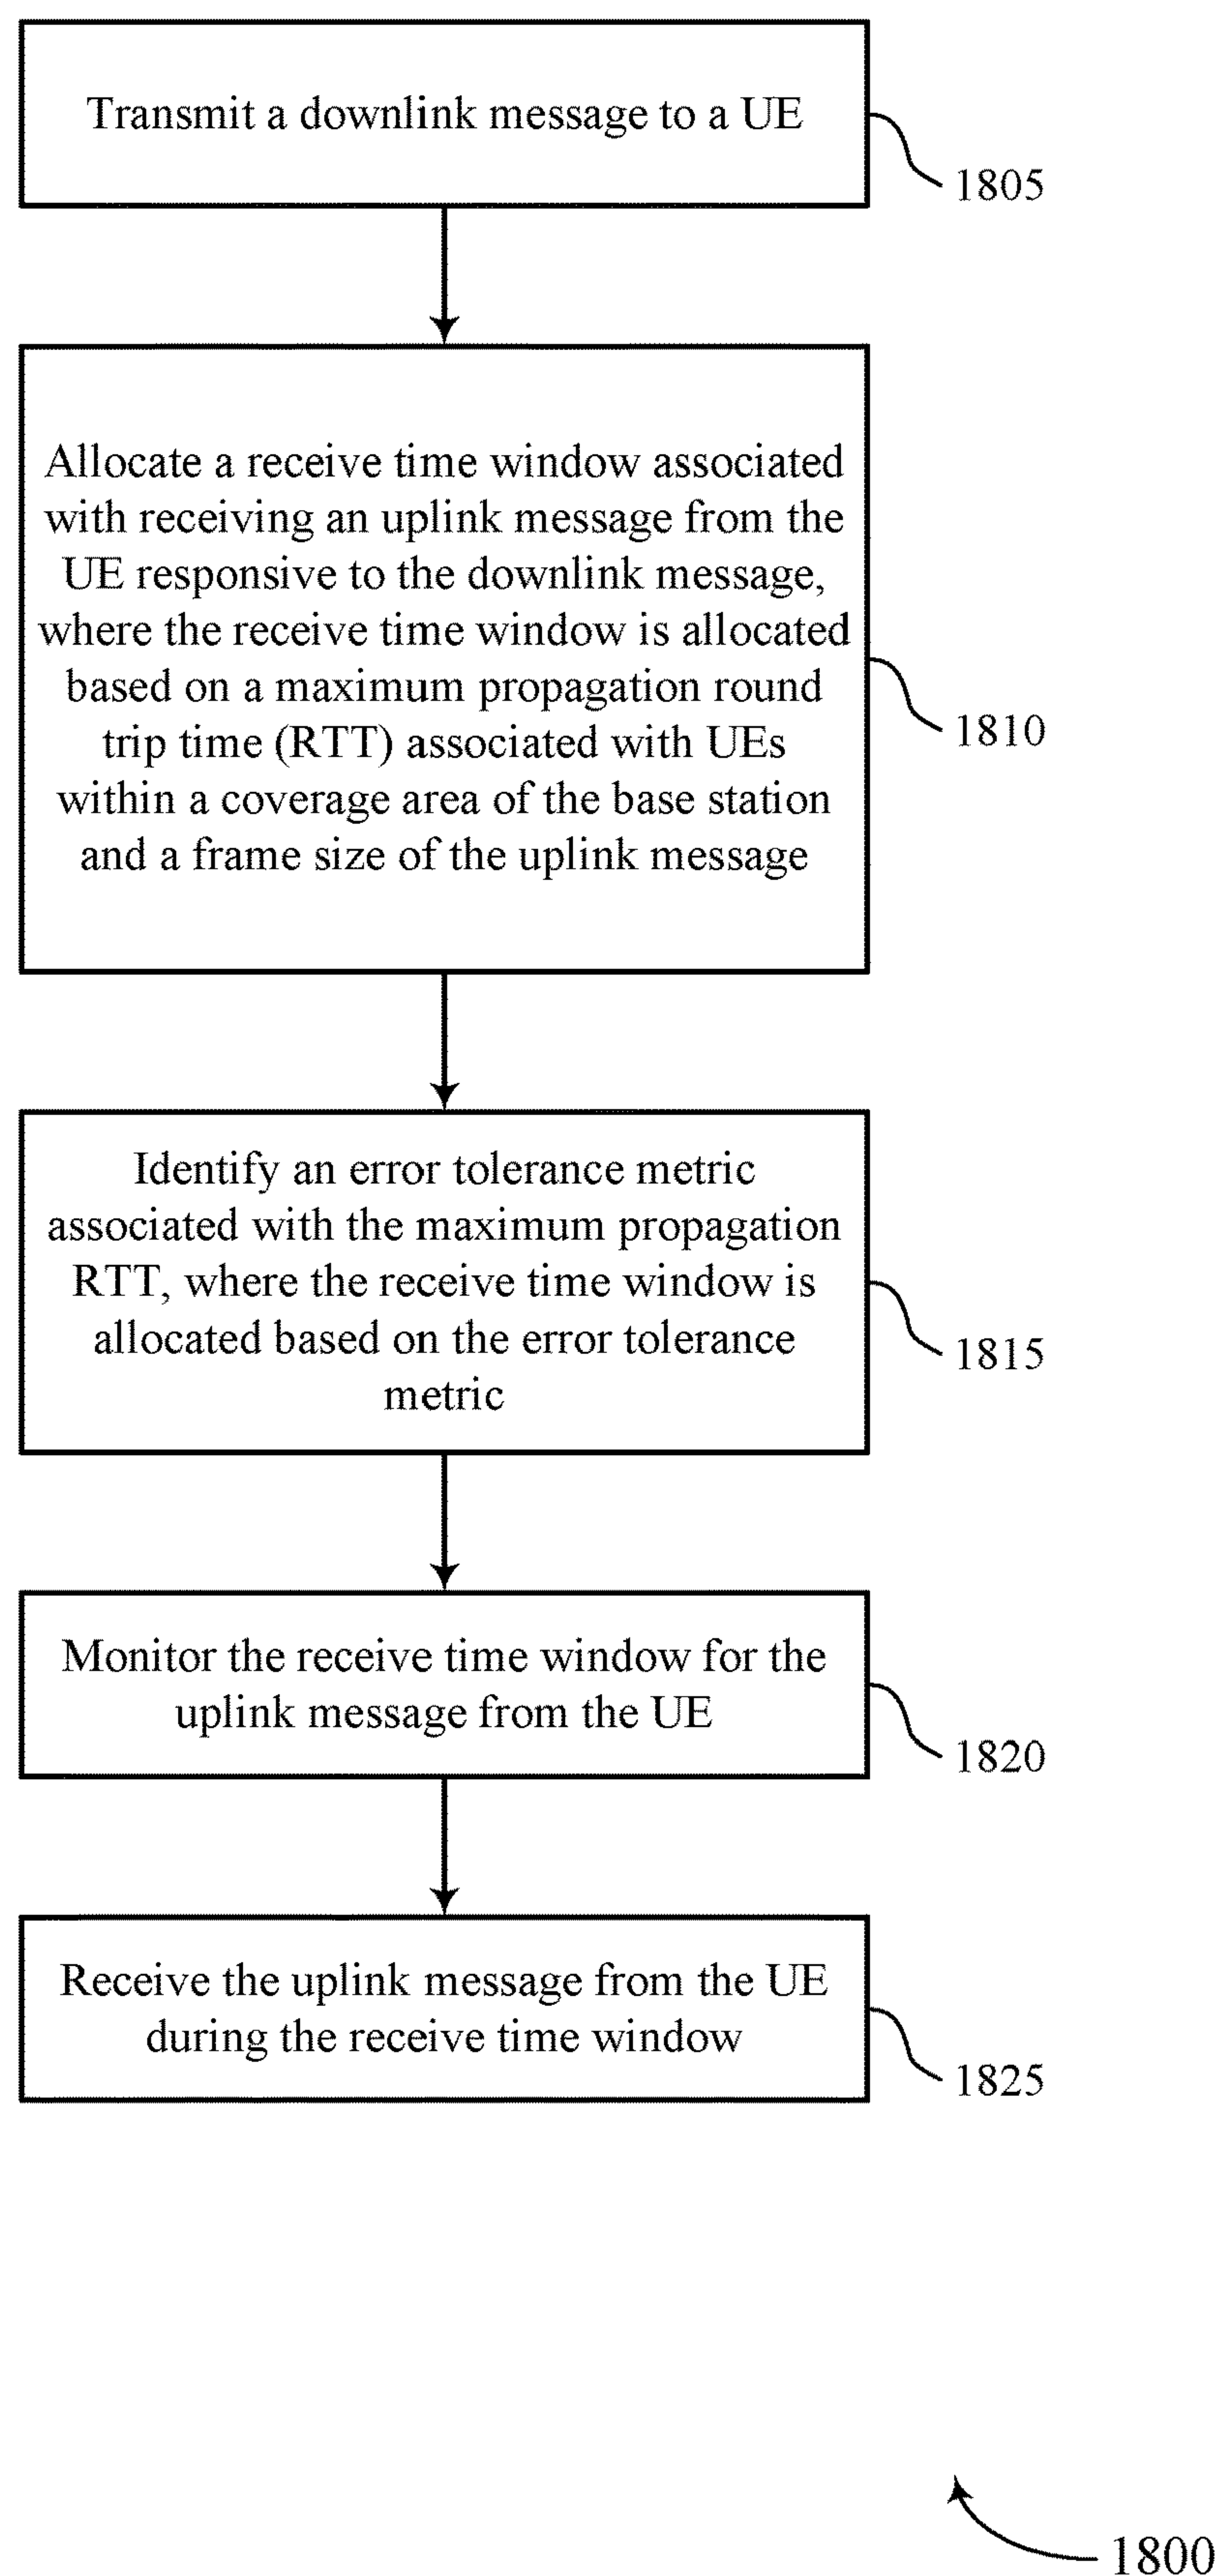 Transmit a downlink message to a UE
1805
Allocate a receive time window associated
with receiving an uplink message from the
UE responsive to the downlink message,
where the receive time window is allocated
based on a maximum propagation round
trip time (RTT) associated with UEs
within a coverage area of the base station
and a frame size of the uplink message
1810
Identify an error tolerance metric
associated with the maximum propagation
RTT, where the receive time window is
allocated based on the error tolerance
metric
1815
Monitor the receive time window for the
uplink message from the UE
1820
Receive the uplink message from the UE
during the receive time window
1825
1800